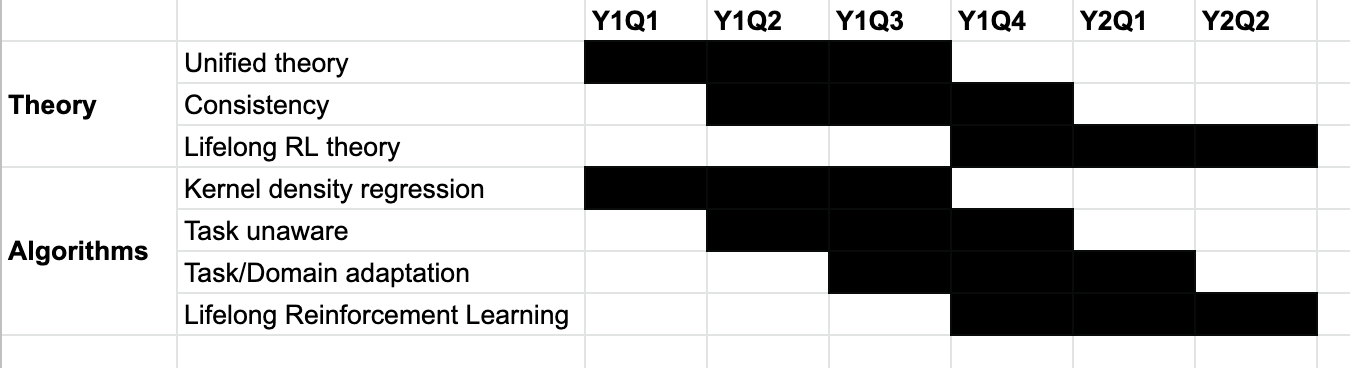 Y1Q1 Y1Q2 Y1Q3 Y1Q4 Y2Q1 Y2Q2
Theory
Unified theory
Consistency
Lifelong RL theory
Algorithms
Kernel density regression
Task unaware
Task/Domain adaptation
Lifelong Reinforcement Learning